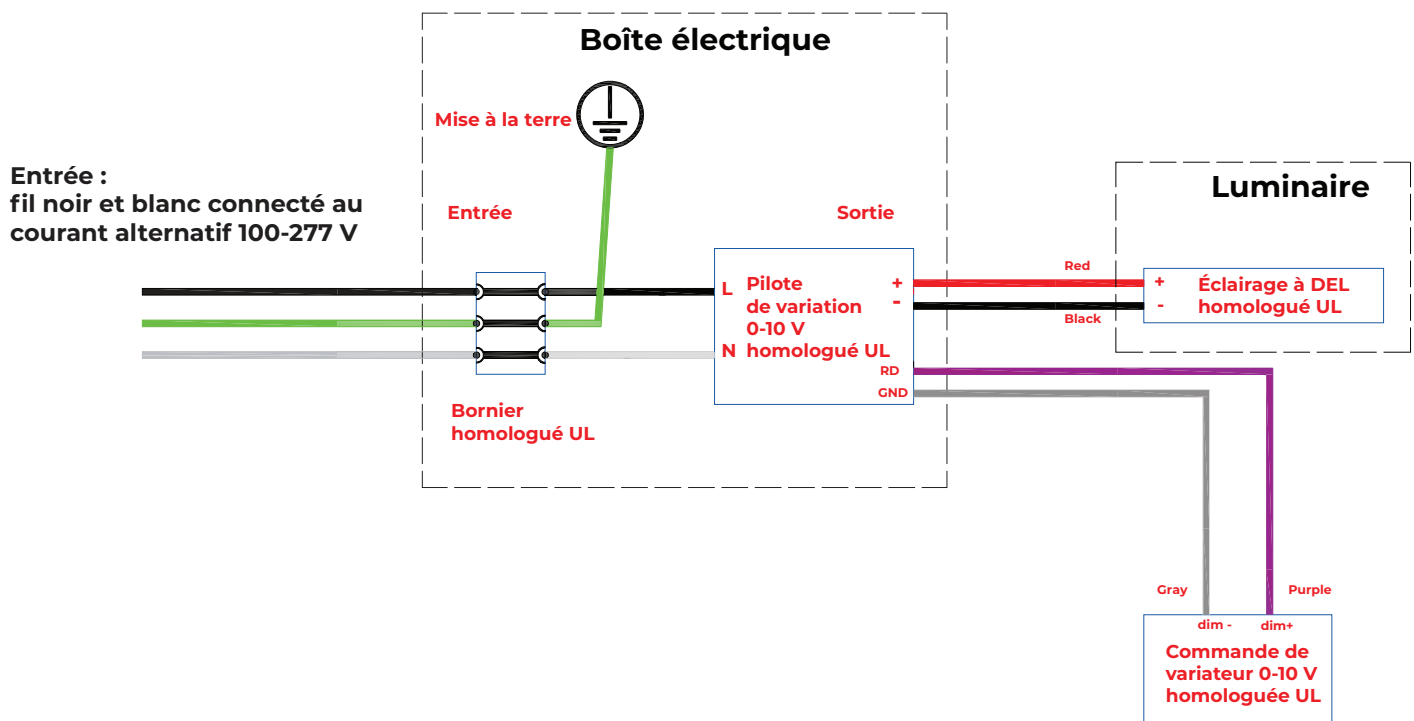 Boîte électrique
Mise à la terre
Entrée :
fil noir et blanc connecté au
courant alternatif 100-277 V
Entrée
Sortie
Luminaire
L
Pilote
de variation
0-10 V
homologué UL
N
+
-
RD
GND
Red
Black
+
-
Éclairage à DEL
homologué UL
Bornier
homologué UL
Gray
Purple
dim -
dim+
Commande de
variateur 0-10 V
homologuée UL